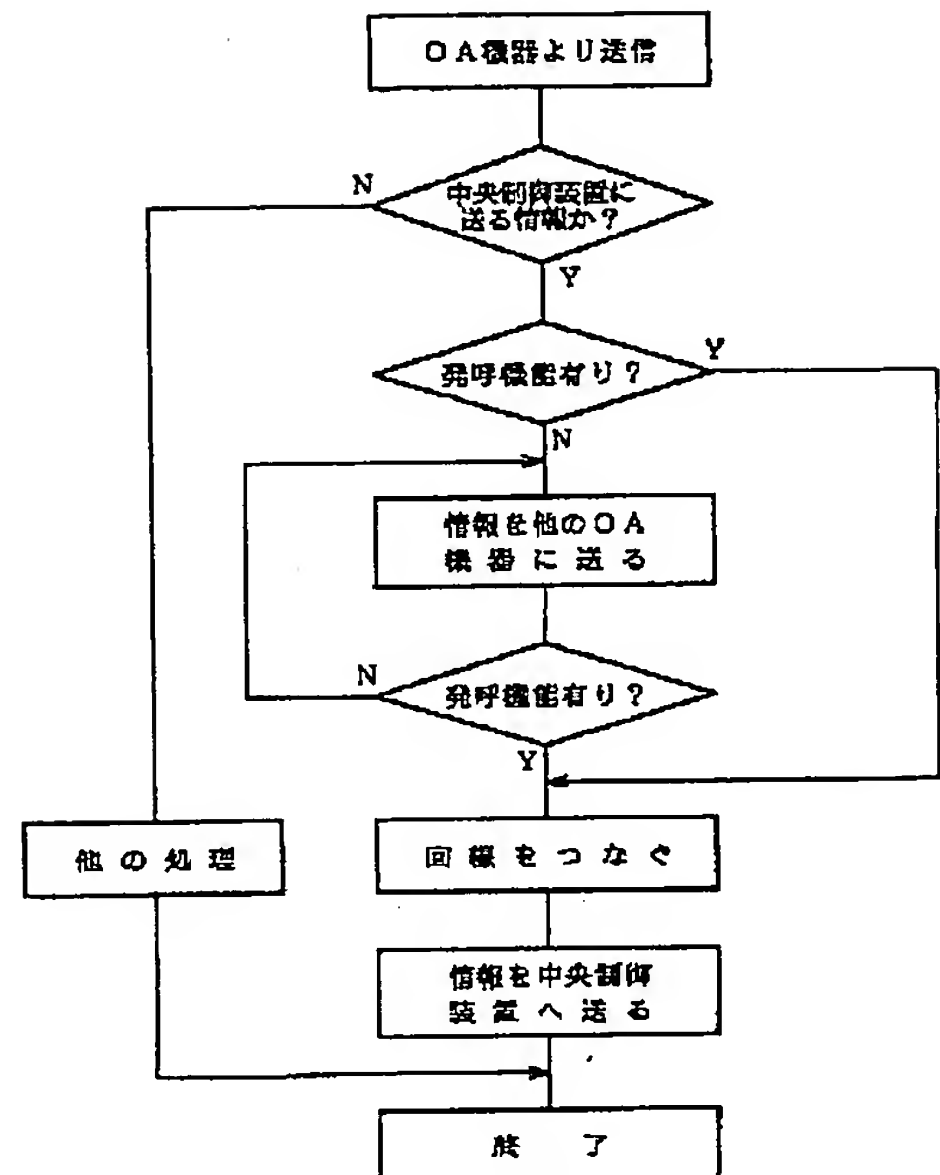 OA機器より送信
中央制御装置に
送る情報か?
N
Y
発呼機能有り?
Y
N
情報を他のOA
機器に送る
発呼機能有り?
N
Y
他の処理
回線をつなぐ
情報を中央制御
装置へ送る
終了